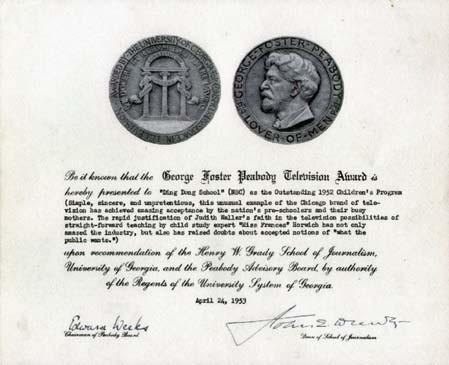 GEORGE · FOSTER · PEABODY
LOVER OF MEN
Be it known that the George Foster Peabody Television Award is
hereby presented to "Ding Dong School" (NBC) as the Outstanding 1952 Children's Program
(Simple, sincere, and unpretentious, this unusual example of the Chicago brand of tele-
vision has achieved amazing acceptance by the nation's pre-schoolers and their busy
mothers. The rapid justification of Judith Waller's faith in the television possibilities of
straight-forward teaching by child study expert "Miss Frances" Horwich has not only
amazed the industry, but also has raised doubts about accepted notions of "what the
public wants.")
upon recommendation of the Henry W. Grady School of Journalism,
University of Georgia, and the Peabody Advisory Board, by authority
of the Regents of the University System of Georgia.
April 24, 1953
Edward Weeks
Chairman of Peabody Board
Dean of School of Journalism